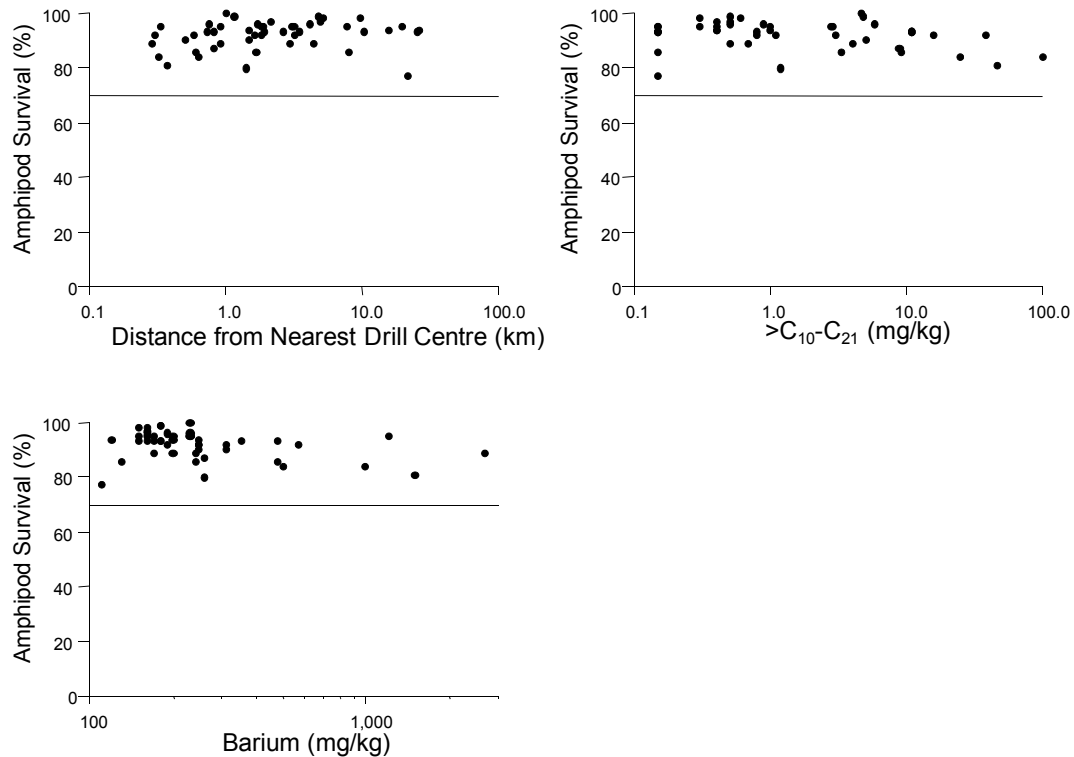 Amphipod Survival (%)
100
80
60
40
20
0
0.1 1.0 10.0 100.0
Distance from Nearest Drill Centre (km)
Amphipod Survival (%)
100
80
60
40
20
0
0.1 1.0 10.0 100.0
>C₁₀-C₂₁ (mg/kg)
Amphipod Survival (%)
100
80
60
40
20
0
100 1,000
Barium (mg/kg)